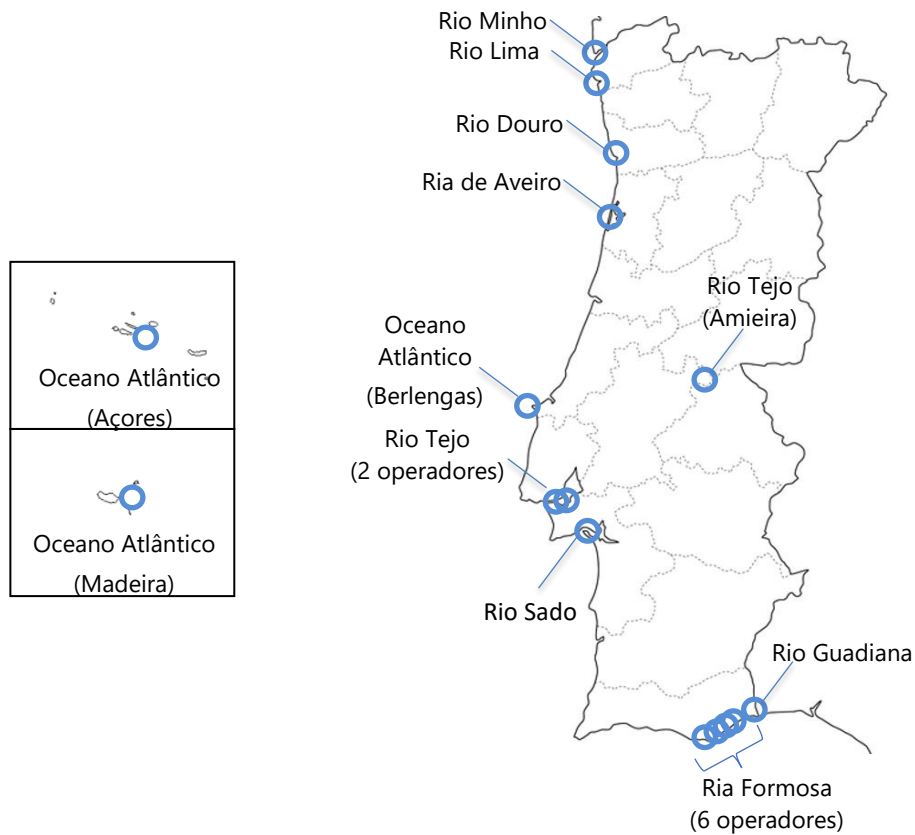 Rio Minho
Rio Lima
Rio Douro
Ria de Aveiro
Rio Tejo
(Amieira)
Oceano
Atlântico
(Berlengas)
Rio Tejo
(2 operadores)
Oceano Atlântico
(Açores)
Oceano Atlântico
(Madeira)
Rio Sado
Rio Guadiana
Ria Formosa
(6 operadores)